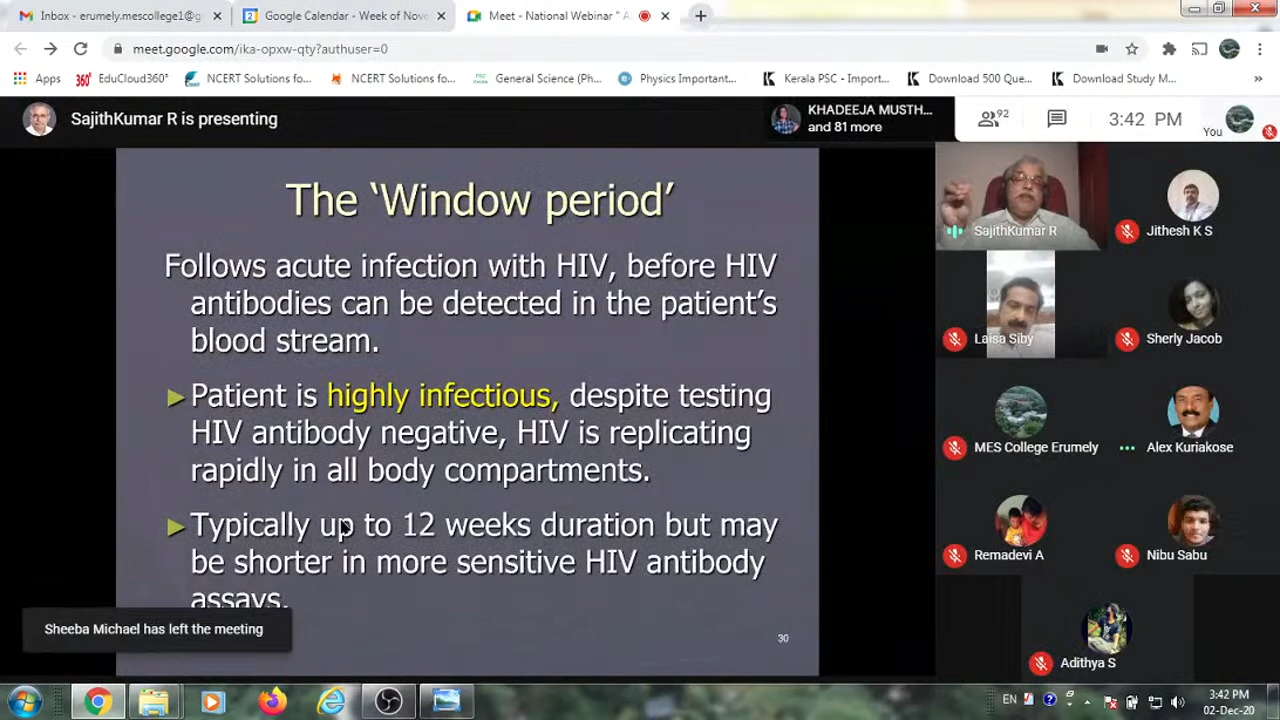 Inbox - erumely.mescollege1@g
Google Calendar - Week of Nove
Meet - National Webinar " A
meet.google.com/ika-opxw-qty?authuser=0
Apps
EduCloud360°
NCERT Solutions fo...
NCERT Solutions fo...
General Science (Ph...
Physics Important...
Kerala PSC - Import...
Download 500 Que...
Download Study M...
SajithKumar R is presenting
KHADEEJA MUSTH...
and 81 more
92
3:42 PM
You
The ‘Window period’
Follows acute infection with HIV, before HIV
antibodies can be detected in the patient’s
blood stream.
Patient is highly infectious, despite testing
HIV antibody negative, HIV is replicating
rapidly in all body compartments.
Typically up to 12 weeks duration but may
be shorter in more sensitive HIV antibody
assays.
30
Sheeba Michael has left the meeting
SajithKumar R
Jithesh K S
Laisa Siby
Sherly Jacob
MES College Erumely
Alex Kuriakose
Remadevi A
Nibu Sabu
Adithya S
EN
3:42 PM
02-Dec-20